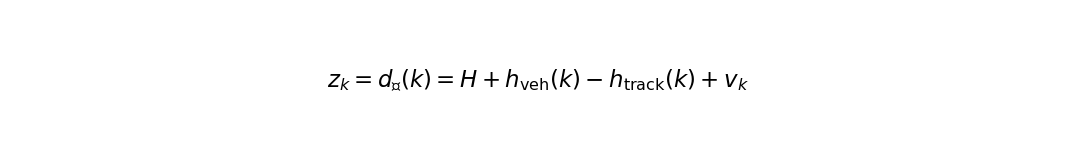 z_k = d(k) = H + h_veh(k) − h_track(k) + v_k